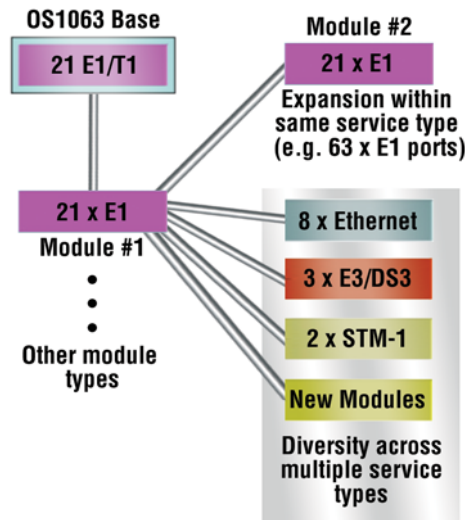 OS1063 Base
21 E1/T1
Module #2
21 x E1
Expansion within
same service type
(e.g. 63 x E1 ports)
21 x E1
Module #1
Other module
types
8 x Ethernet
3 x E3/DS3
2 x STM-1
New Modules
Diversity across
multiple service
types